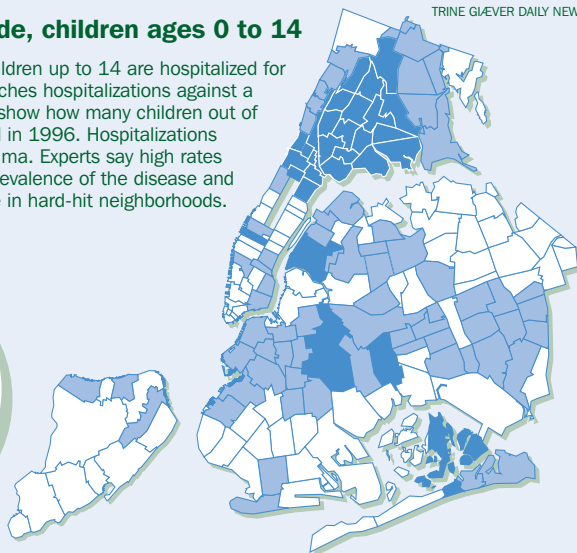 TRINE GIÆVER DAILY NEW
de, children ages 0 to 14
ldren up to 14 are hospitalized for
ches hospitalizations against a
show how many children out of
in 1996. Hospitalizations
ma. Experts say high rates
evalence of the disease and
in hard-hit neighborhoods.